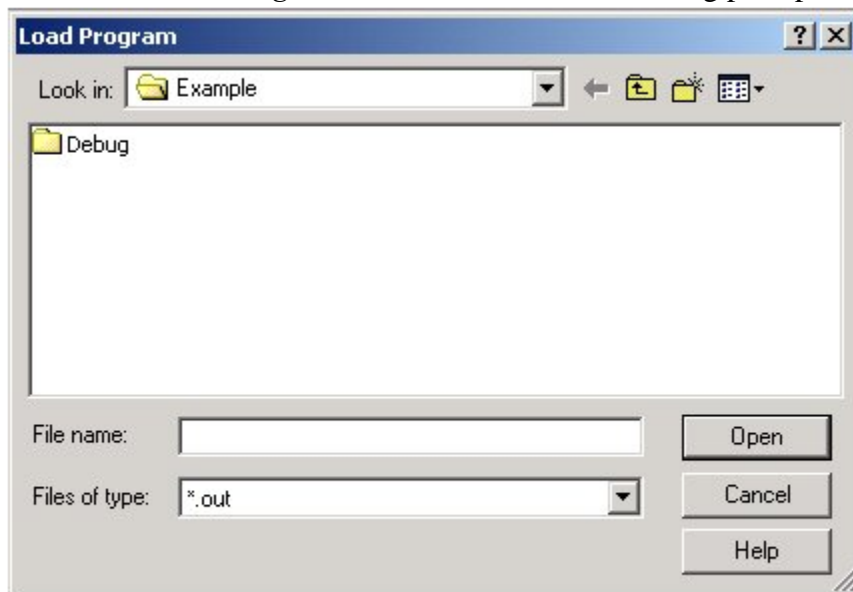 Load Program
Look in: Example
Debug
File name:
Open
Files of type: *.out
Cancel
Help